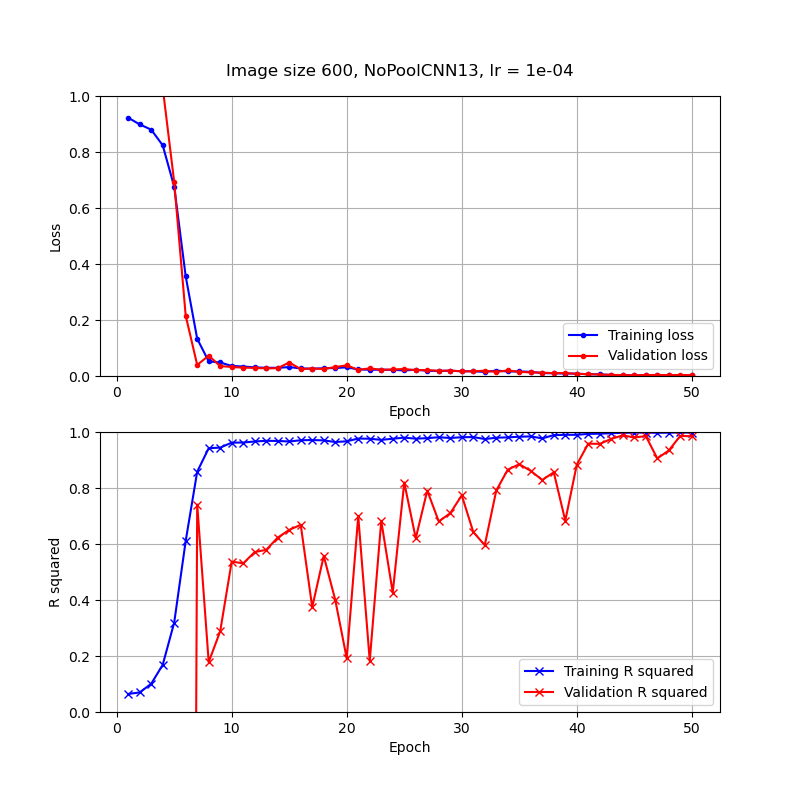 Image size 600, NoPoolCNN13, lr = 1e-04
1.0
0.8
0.6
0.4
0.2
0.0
Loss
Training loss
Validation loss
0 10 20 30 40 50
Epoch
1.0
0.8
0.6
0.4
0.2
0.0
R squared
Training R squared
Validation R squared
0 10 20 30 40 50
Epoch